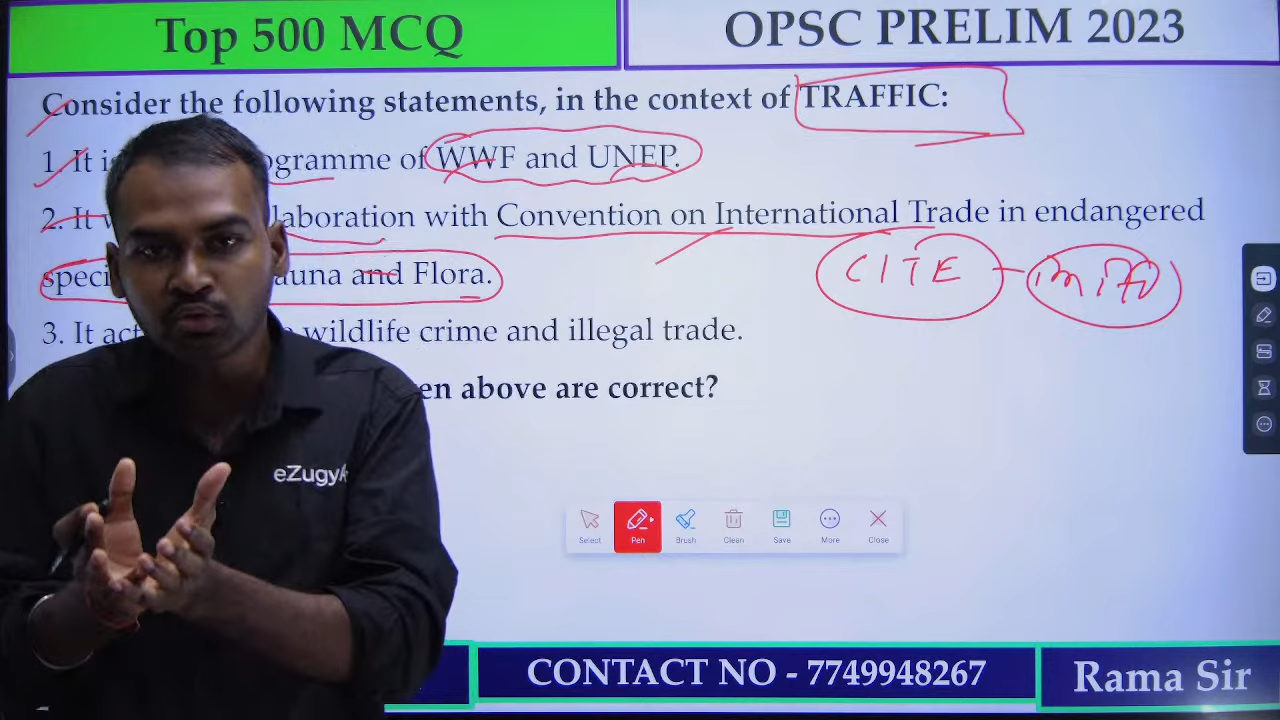 Top 500 MCQ
OPSC PRELIM 2023
Consider the following statements, in the context of TRAFFIC:
1. It is ogramme of WWF and UNEP.
2. It w laboration with Convention on International Trade in endangered
speci auna and Flora.
CITE
3. It act wildlife crime and illegal trade.
en above are correct?
eZugyA
Select Pen Brush Clean Save More Close
CONTACT NO - 7749948267
Rama Sir